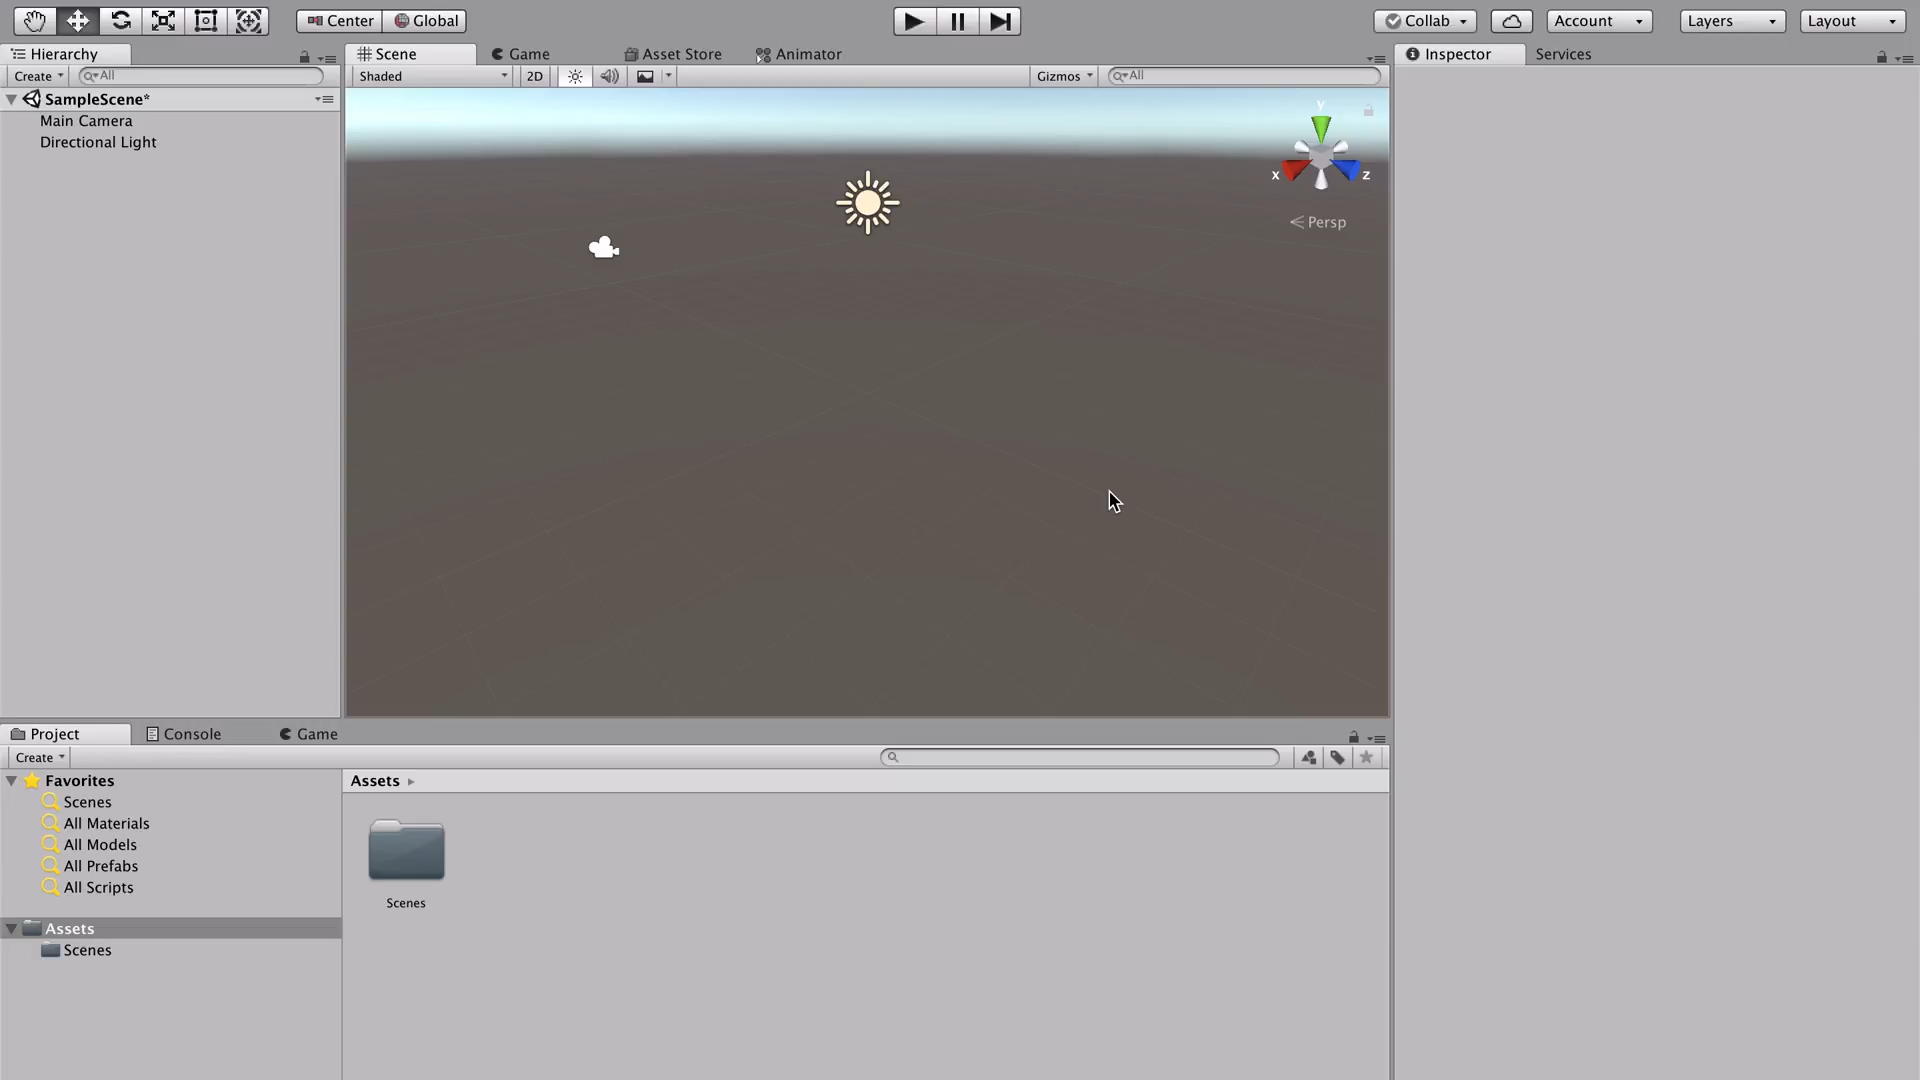 Center Global Collab Account Layers Layout
Hierarchy Scene Game Asset Store Animator Inspector Services
Create All Shaded 2D Gizmos All
SampleScene*
Main Camera
Directional Light
y
x z
Persp
Project Console Game
Create
Favorites Assets
Scenes
All Materials
All Models
All Prefabs
All Scripts
Scenes
Assets
Scenes